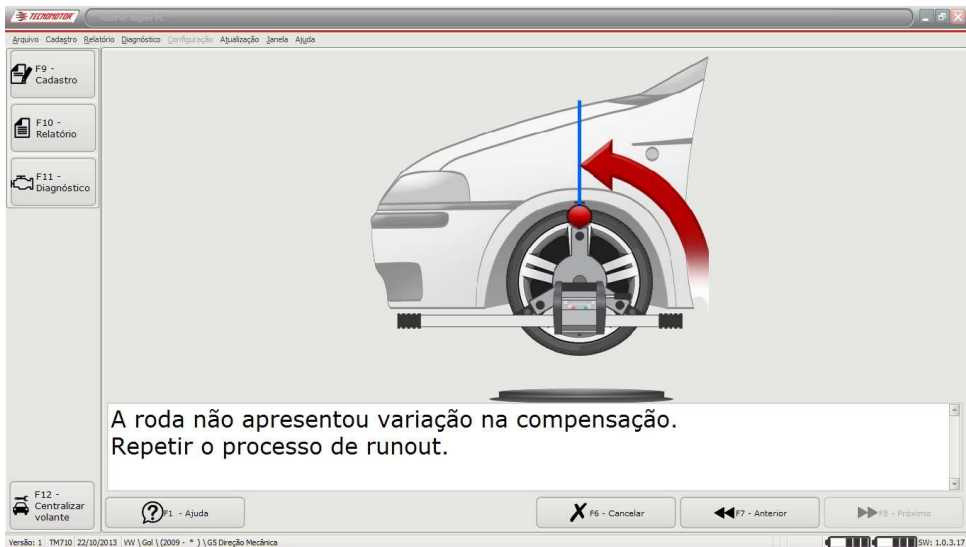 TECNOMOTOR
Rasther Aligner PC
Arquivo Cadastro Relatório Diagnóstico Configuração Atualização Janela Ajuda
F9 -
Cadastro
F10 -
Relatório
F11 -
Diagnóstico
A roda não apresentou variação na compensação.
Repetir o processo de runout.
F12 -
Centralizar
volante
F1 - Ajuda
F6 - Cancelar
F7 - Anterior
F8 - Próximo
Versão: 1 TM710 22/10/2013 VW \ Gol \ (2009 - * ) \ G5 Direção Mecânica
SW: 1.0.3.17